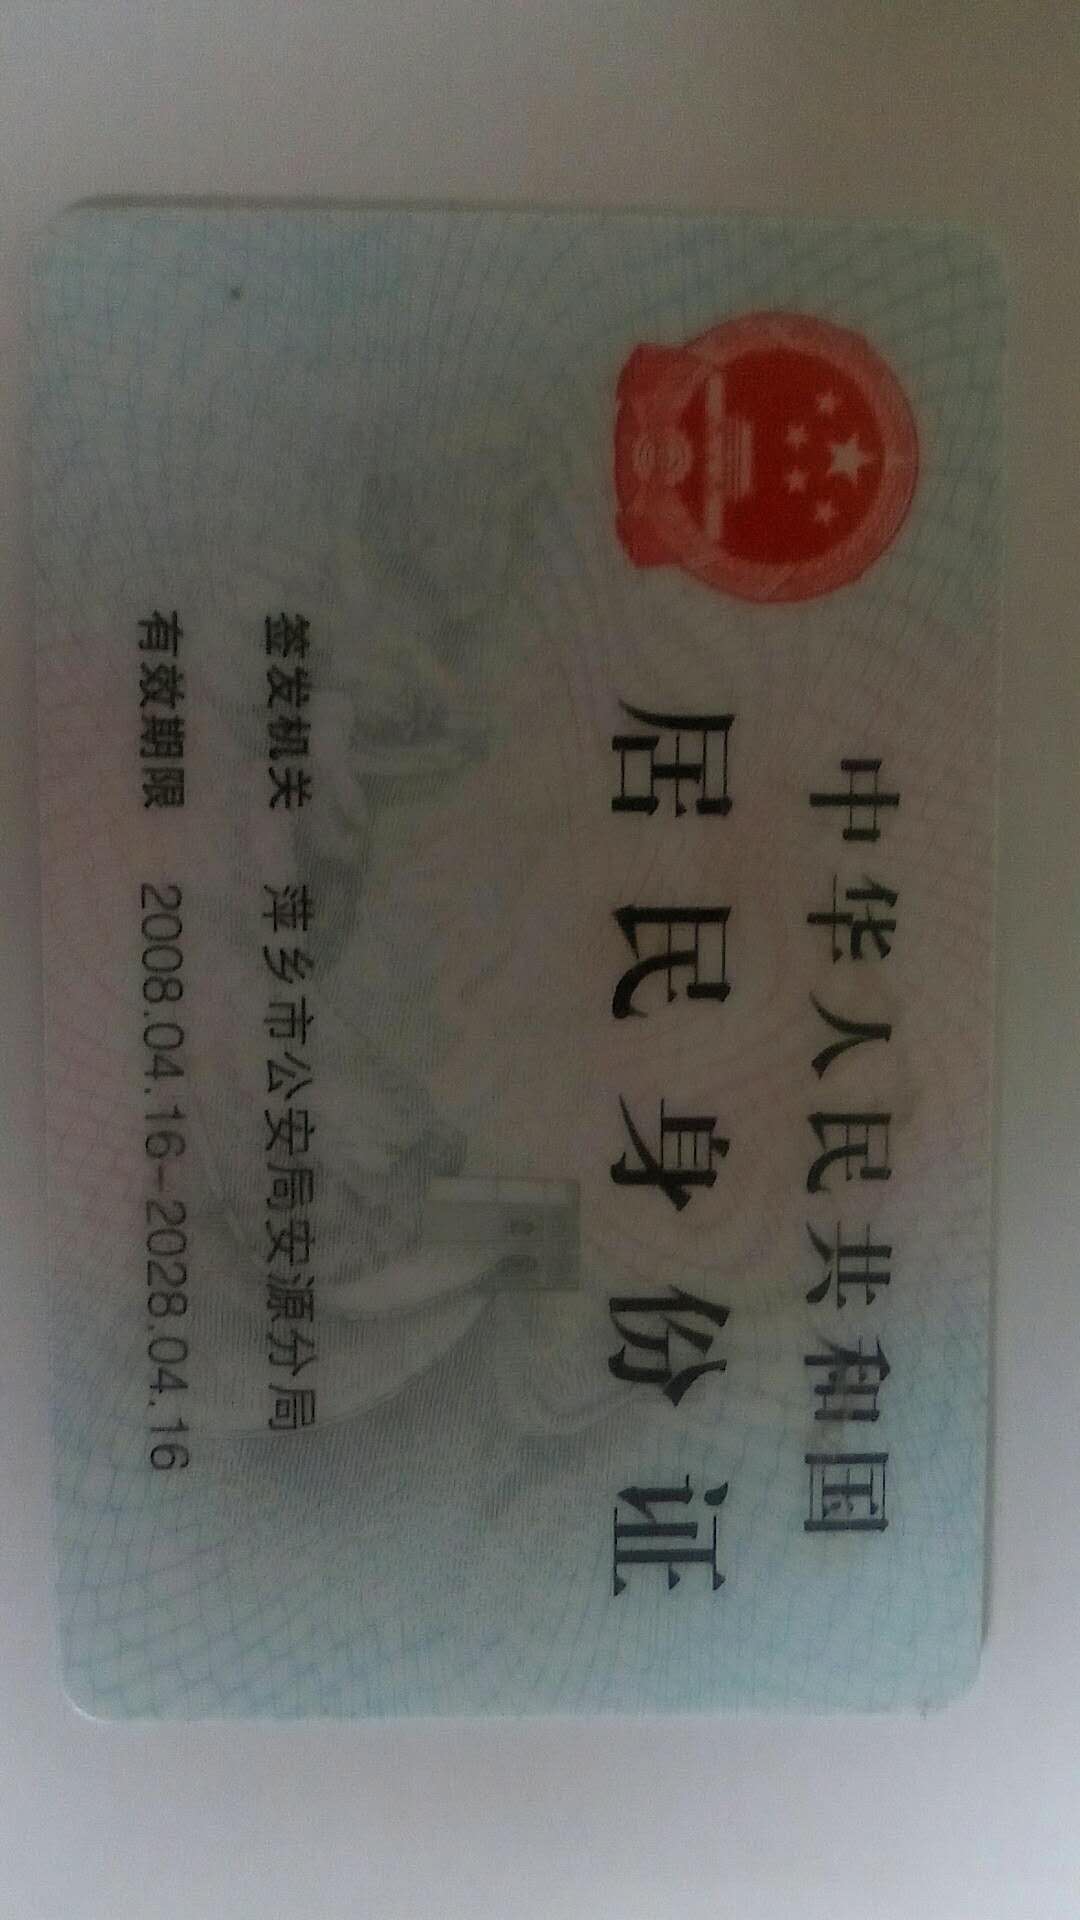 中华人民共和国
居民身份证
签发机关 萍乡市公安局安源分局
有效期限 2008.04.16-2028.04.16